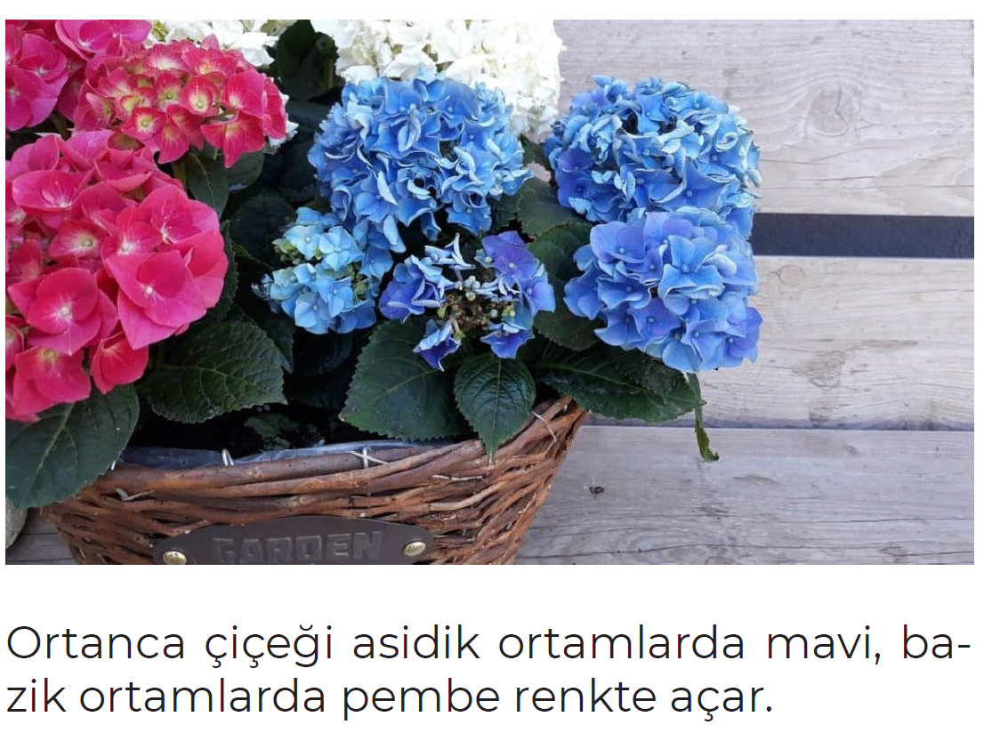 GARDEN
Ortanca çiçeği asidik ortamlarda mavi, ba-
zik ortamlarda pembe renkte açar.